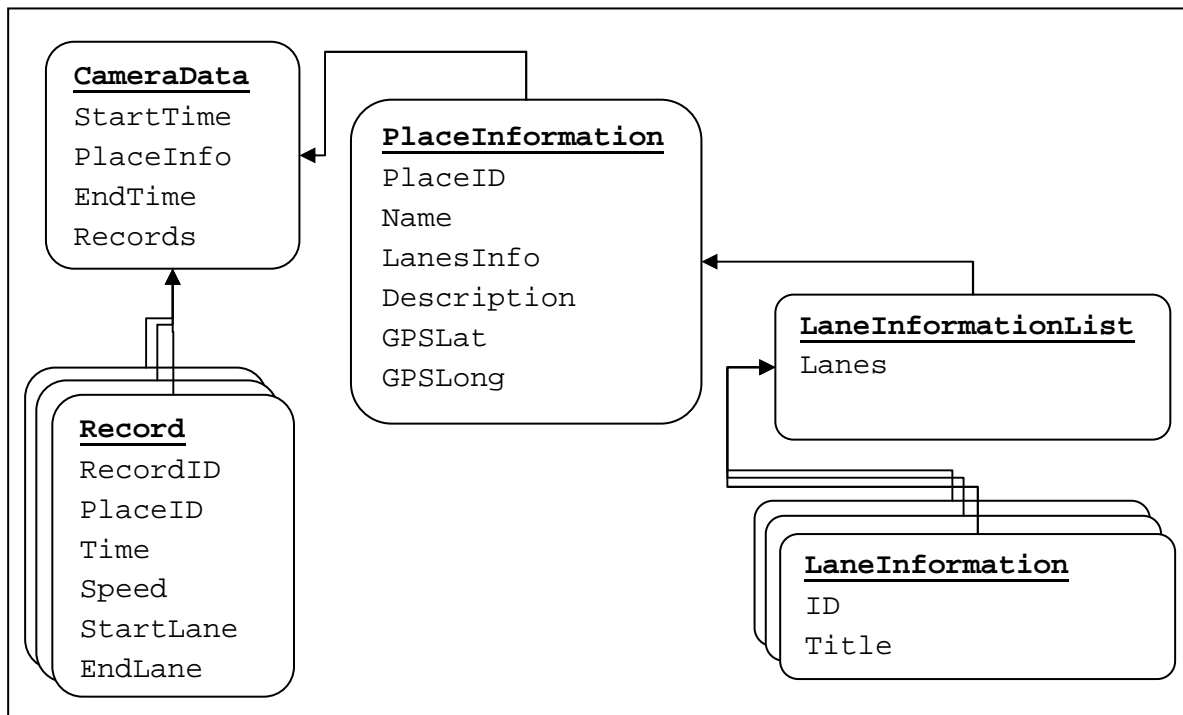 CameraData
StartTime
PlaceInfo
EndTime
Records
PlaceInformation
PlaceID
Name
LanesInfo
Description
GPSLat
GPSLong
LaneInformationList
Lanes
Record
RecordID
PlaceID
Time
Speed
StartLane
EndLane
LaneInformation
ID
Title